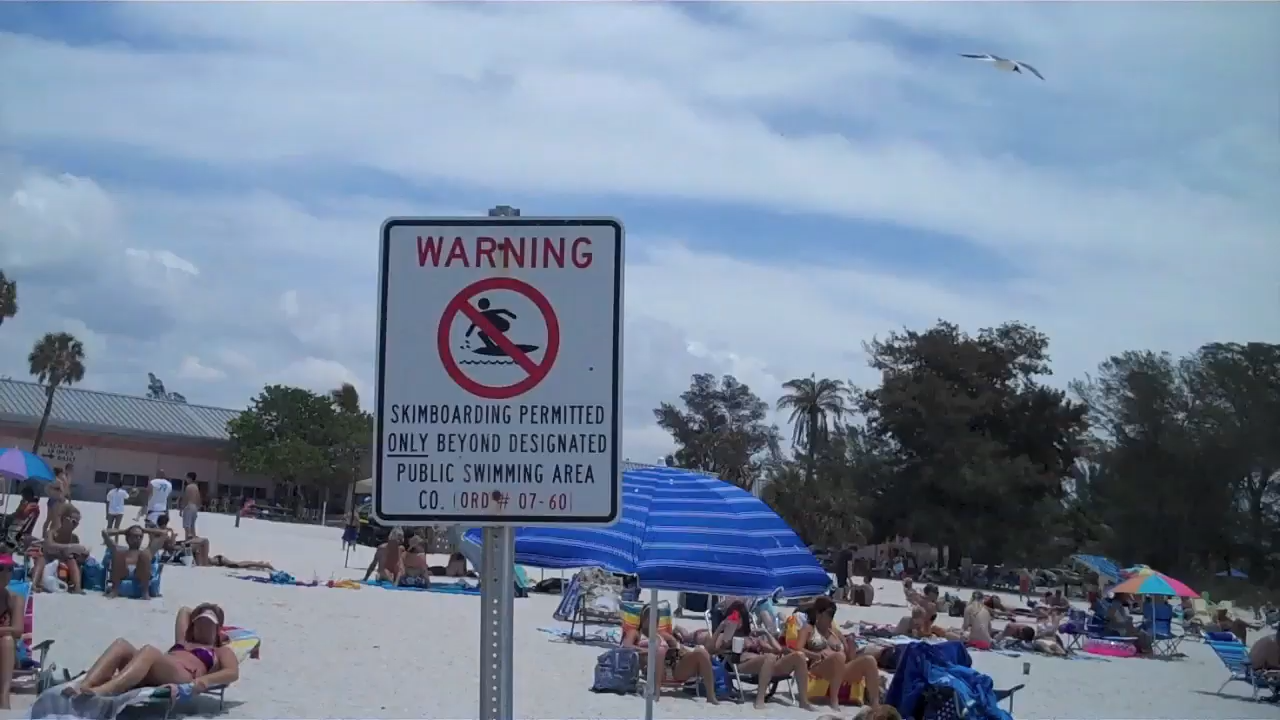 WARNING
SKIMBOARDING PERMITTED
ONLY BEYOND DESIGNATED
PUBLIC SWIMMING AREA
CO. (ORD # 07-60)